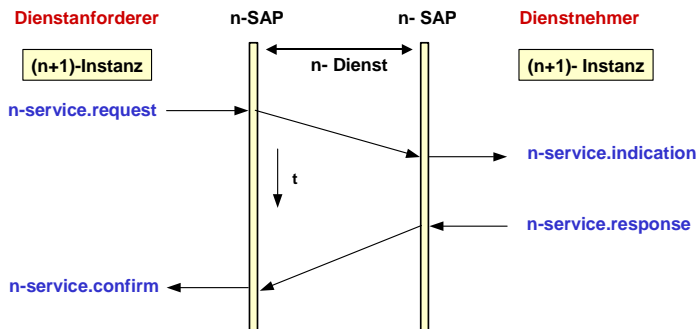 Dienstanforderer
n-SAP
n- SAP
Dienstnehmer
(n+1)-Instanz
n- Dienst
(n+1)- Instanz
n-service.request
n-service.indication
t
n-service.response
n-service.confirm